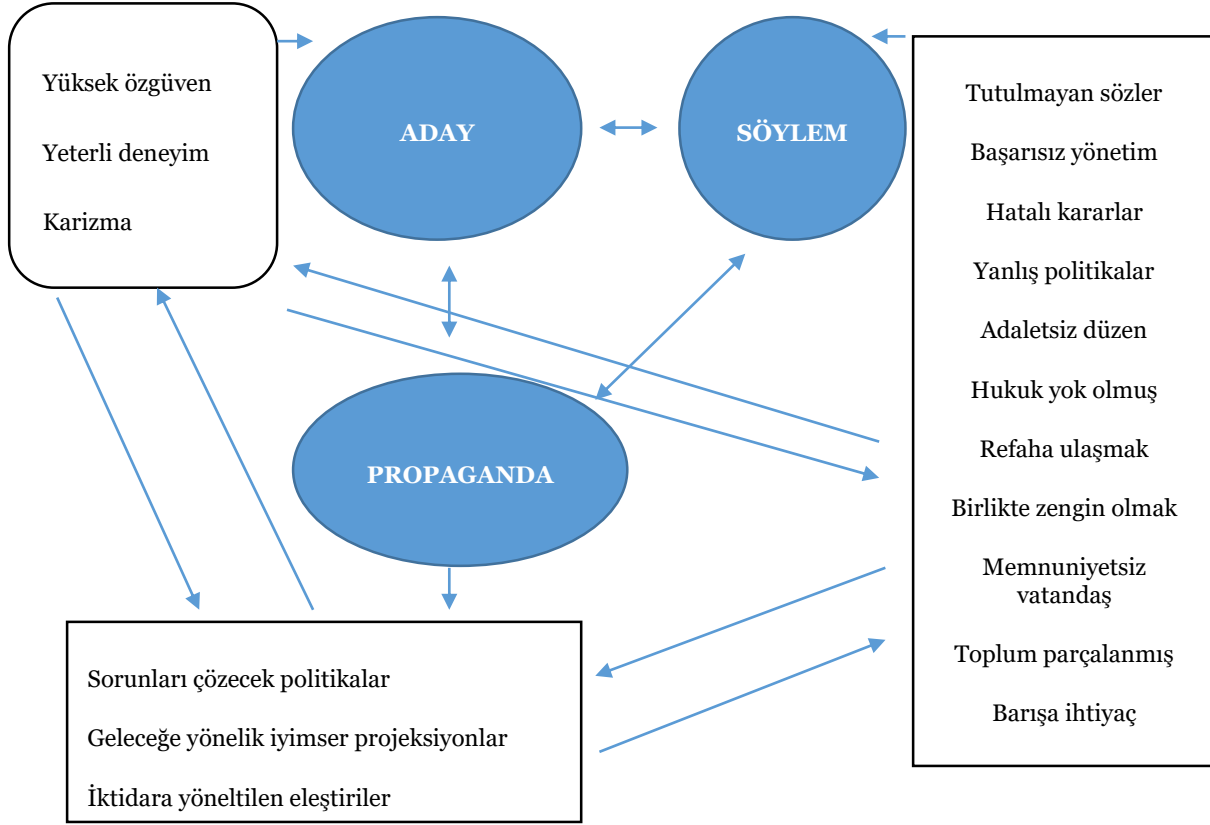 Yüksek özgüven
Yeterli deneyim
Karizma
ADAY
SÖYLEM
Tutulmayan sözler
Başarısız yönetim
Hatalı kararlar
Yanlış politikalar
Adaletsiz düzen
Hukuk yok olmuş
Refaha ulaşmak
Birlikte zengin olmak
Memnuniyetsiz
vatandaş
Toplum parçalanmış
Barışa ihtiyaç
PROPAGANDA
Sorunları çözecek politikalar
Geleceğe yönelik iyimser projeksiyonlar
İktidara yöneltilen eleştiriler